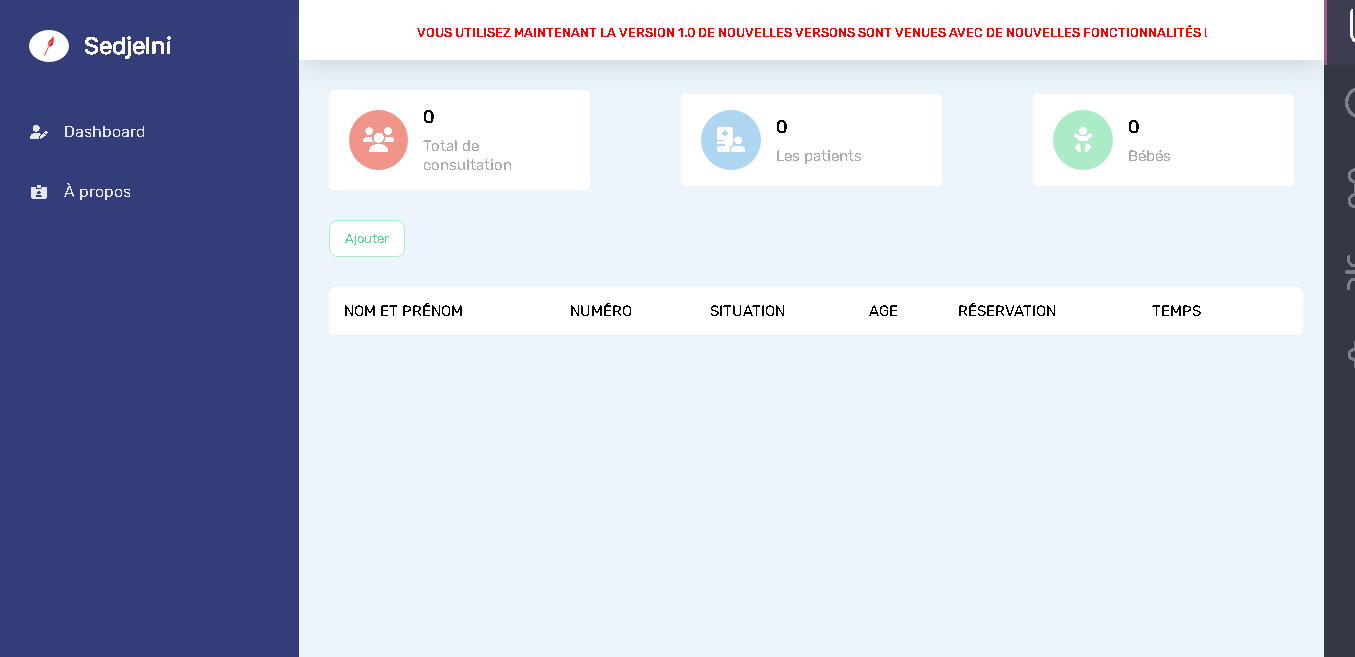 Sedjelni
VOUS UTILISEZ MAINTENANT LA VERSION 1.0 DE NOUVELLES VERSONS SONT VENUES AVEC DE NOUVELLES FONCTIONNALITÉS !
Dashboard
À propos
0
Total de
consultation
0
Les patients
0
Bébés
Ajouter
NOM ET PRÉNOM NUMÉRO SITUATION AGE RÉSERVATION TEMPS